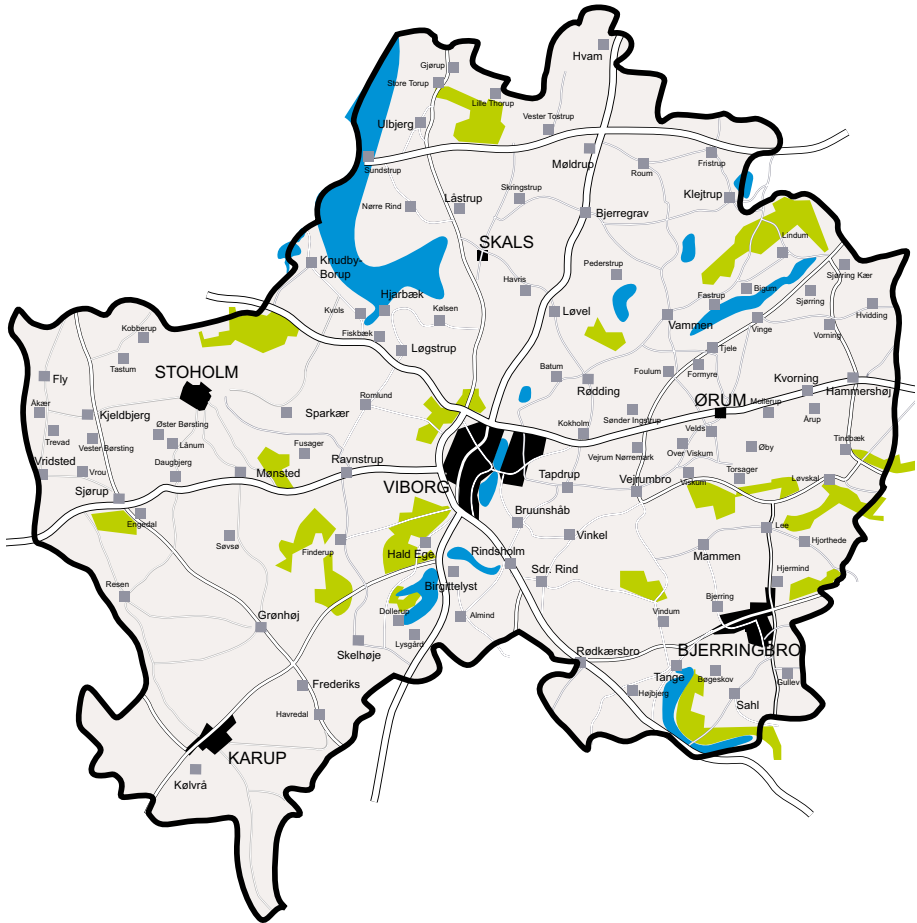 Hvam
Gjørup
Store Torup
Lille Thorup
Vester Tostrup
Ulbjerg
Møldrup
Fristrup
Sundstrup
Roum
Skringstrup
Klejtrup
Låstrup
Nørre Rind
Bjerregrav
Lindum
SKALS
Knudby-
Borup
Pederstrup
Sjørring Kær
Havris
Bigum
Sjørring
Hjarbæk
Fastrup
Hvidding
Kvols
Kølsen
Løvel
Vammen
Vinge
Vorning
Kobberup
Fiskbæk
Løgstrup
Tjele
Tastum
STOHOLM
Batum
Foulum
Formyre
Fly
Rødding
Kvorning
Hammershøj
Romlund
ØRUM
Åkær
Kjeldbjerg
Sparkær
Sønder Ingstrup
Mollerup
Årup
Kokholm
Velds
Trevad
Øster Børsting
Tindbæk
Vester Børsting
Lånum
Fusager
Vejrum Nørremark
Over Viskum
Øby
Vridsted
Vrou
Daugbjerg
Mønsted
Ravnstrup
Tapdrup
Torsager
VIBORG
Vejrumbro
Viskum
Løvskal
Sjørup
Engedal
Bruunshåb
Lee
Søvsø
Vinkel
Finderup
Hald Ege
Rindsholm
Mammen
Hjorthede
Sdr. Rind
Hjermind
Resen
Birgittelyst
Bjerring
Dollerup
Almind
Vindum
Grønhøj
Lysgård
Skelhøje
Rødkærsbro
BJERRINGBRO
Tange
Bøgeskov
Gullev
Frederiks
Højbjerg
Sahl
Havredal
KARUP
Kølvrå